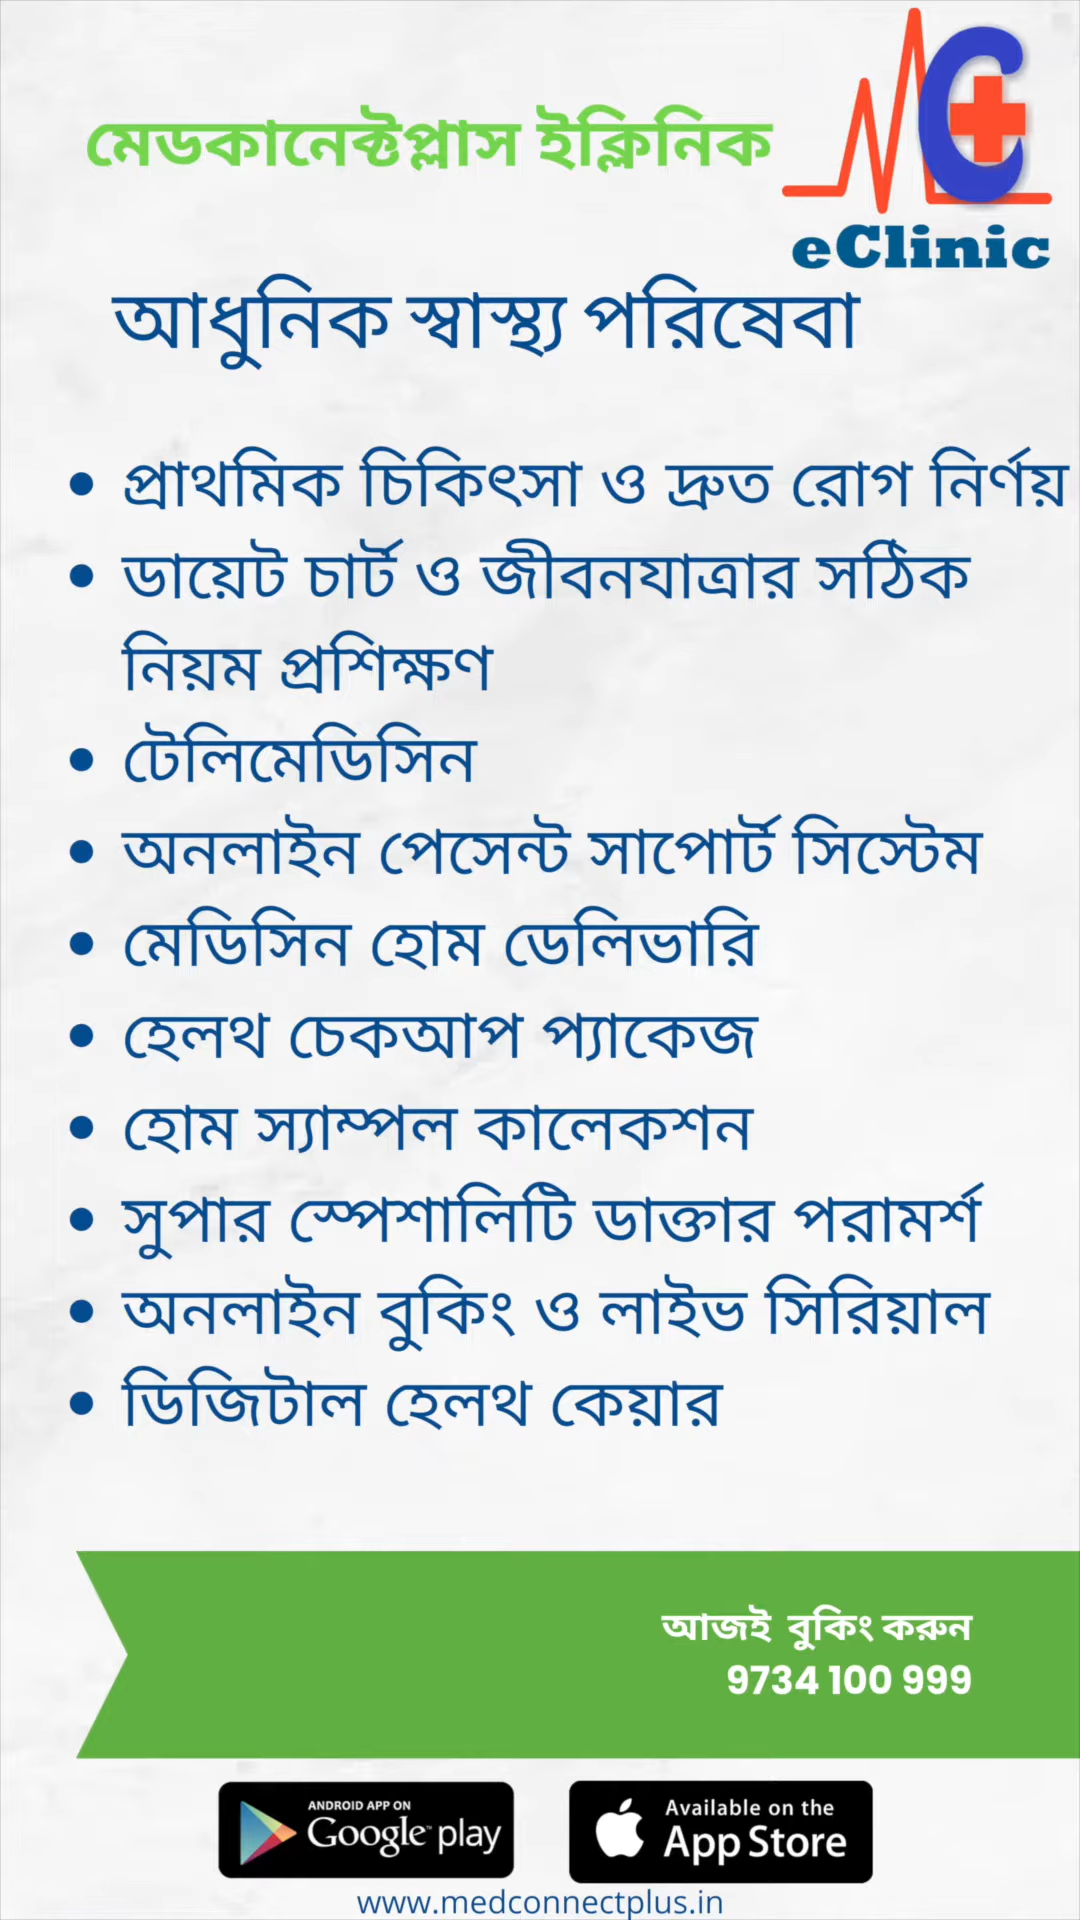 মেডকানেক্টপ্লাস ইক্লিনিক
eClinic
আধুনিক স্বাস্থ্য পরিষেবা
• প্রাথমিক চিকিৎসা ও দ্রুত রোগ নির্ণয়
• ডায়েট চার্ট ও জীবনযাত্রার সঠিক
নিয়ম প্রশিক্ষণ
• টেলিমেডিসিন
• অনলাইন পেসেন্ট সাপোর্ট সিস্টেম
• মেডিসিন হোম ডেলিভারি
• হেলথ চেকআপ প্যাকেজ
• হোম স্যাম্পল কালেকশন
• সুপার স্পেশালিটি ডাক্তার পরামর্শ
• অনলাইন বুকিং ও লাইভ সিরিয়াল
• ডিজিটাল হেলথ কেয়ার
আজই বুকিং করুন
9734 100 999
ANDROID APP ON
Google play
Available on the
App Store
www.medconnectplus.in